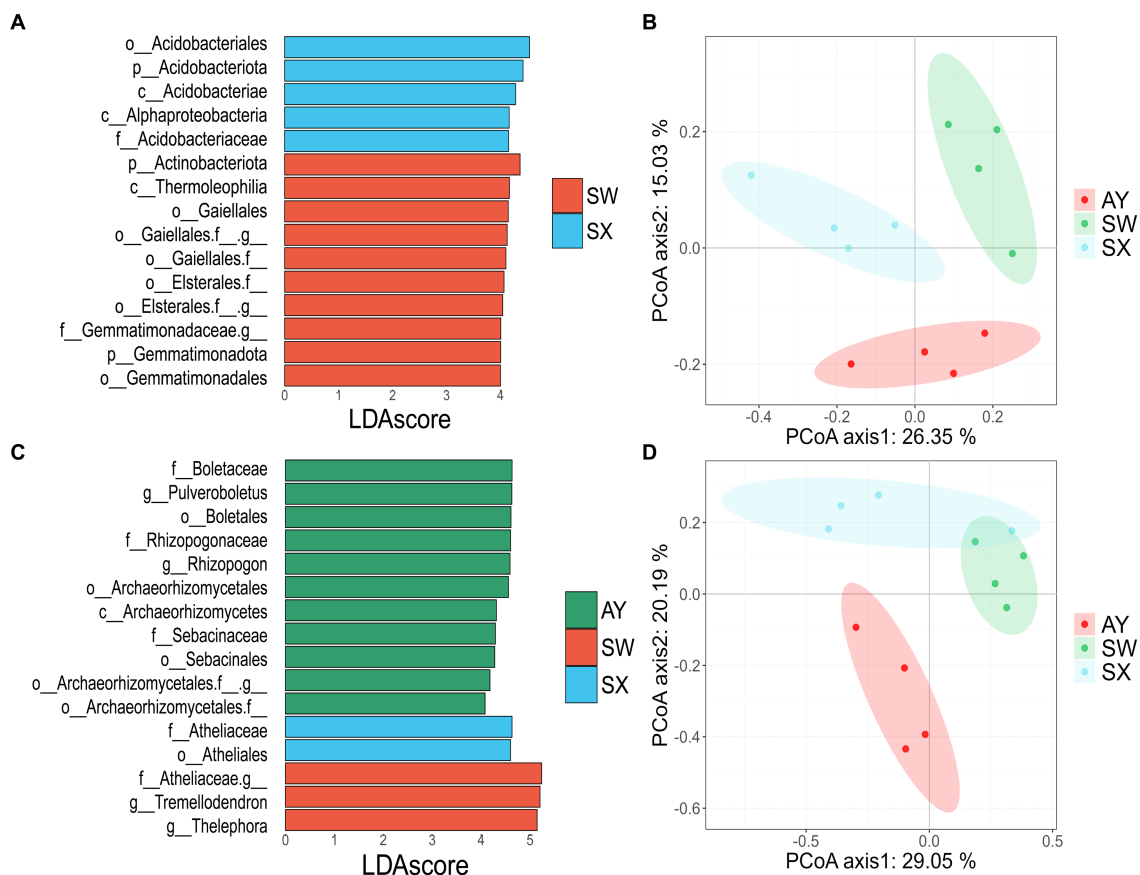 A
o__Acidobacteriales
p__Acidobacteriota
c__Acidobacteriae
c__Alphaproteobacteria
f__Acidobacteriaceae
p__Actinobacteriota
c__Thermoleophilia
o__Gaiellales
o__Gaiellales.f__.g__
o__Gaiellales.f__
o__Elsterales.f__
o__Elsterales.f__.g__
f__Gemmatimonadaceae.g__
p__Gemmatimonadota
o__Gemmatimonadales
0 1 2 3 4
LDAscore
SW
SX
B
PCoA axis2: 15.03 %
0.2
0.0
-0.2
-0.4 -0.2 0.0 0.2
PCoA axis1: 26.35 %
AY
SW
SX
C
f__Boletaceae
g__Pulveroboletus
o__Boletales
f__Rhizopogonaceae
g__Rhizopogon
o__Archaeorhizomycetales
c__Archaeorhizomycetes
f__Sebacinaceae
o__Sebacinales
o__Archaeorhizomycetales.f__.g__
o__Archaeorhizomycetales.f__
f__Atheliaceae
o__Atheliales
f__Atheliaceae.g__
g__Tremellodendron
g__Thelephora
0 1 2 3 4 5
LDAscore
AY
SW
SX
D
PCoA axis2: 20.19 %
0.2
0.0
-0.2
-0.4
-0.6
-0.5 0.0 0.5
PCoA axis1: 29.05 %
AY
SW
SX